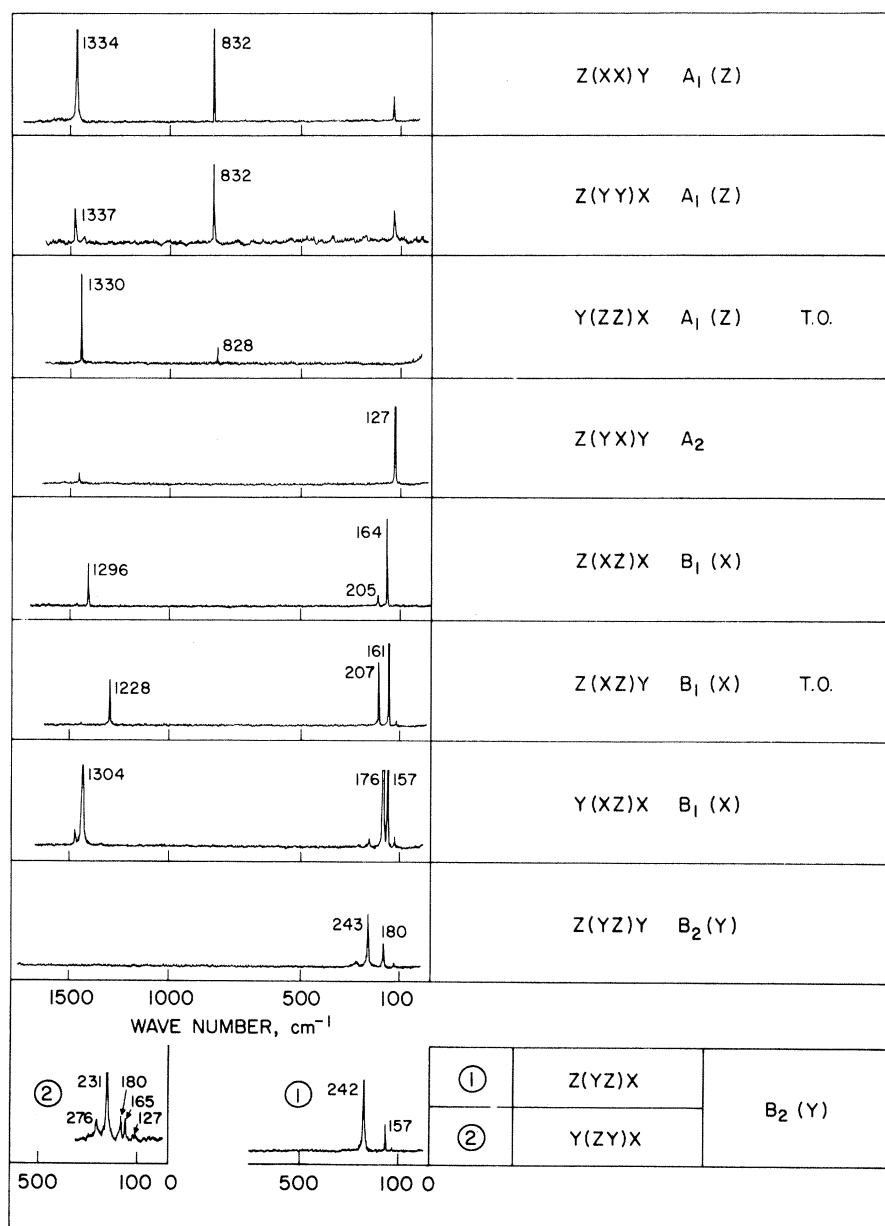 1334 832 Z(XX)Y A₁(Z)
1337 832 Z(YY)X A₁(Z)
1330 828 Y(ZZ)X A₁(Z) T.O.
127 Z(YX)Y A₂
1296 205 164 Z(XZ)X B₁(X)
1228 207 161 Z(XZ)Y B₁(X) T.O.
1304 176 157 Y(XZ)X B₁(X)
243 180 Z(YZ)Y B₂(Y)
1500 1000 500 100
WAVE NUMBER, cm⁻¹
② 231 180 165 127 276
500 100 0
① 242 157
500 100 0
① Z(YZ)X
② Y(ZY)X
B₂(Y)